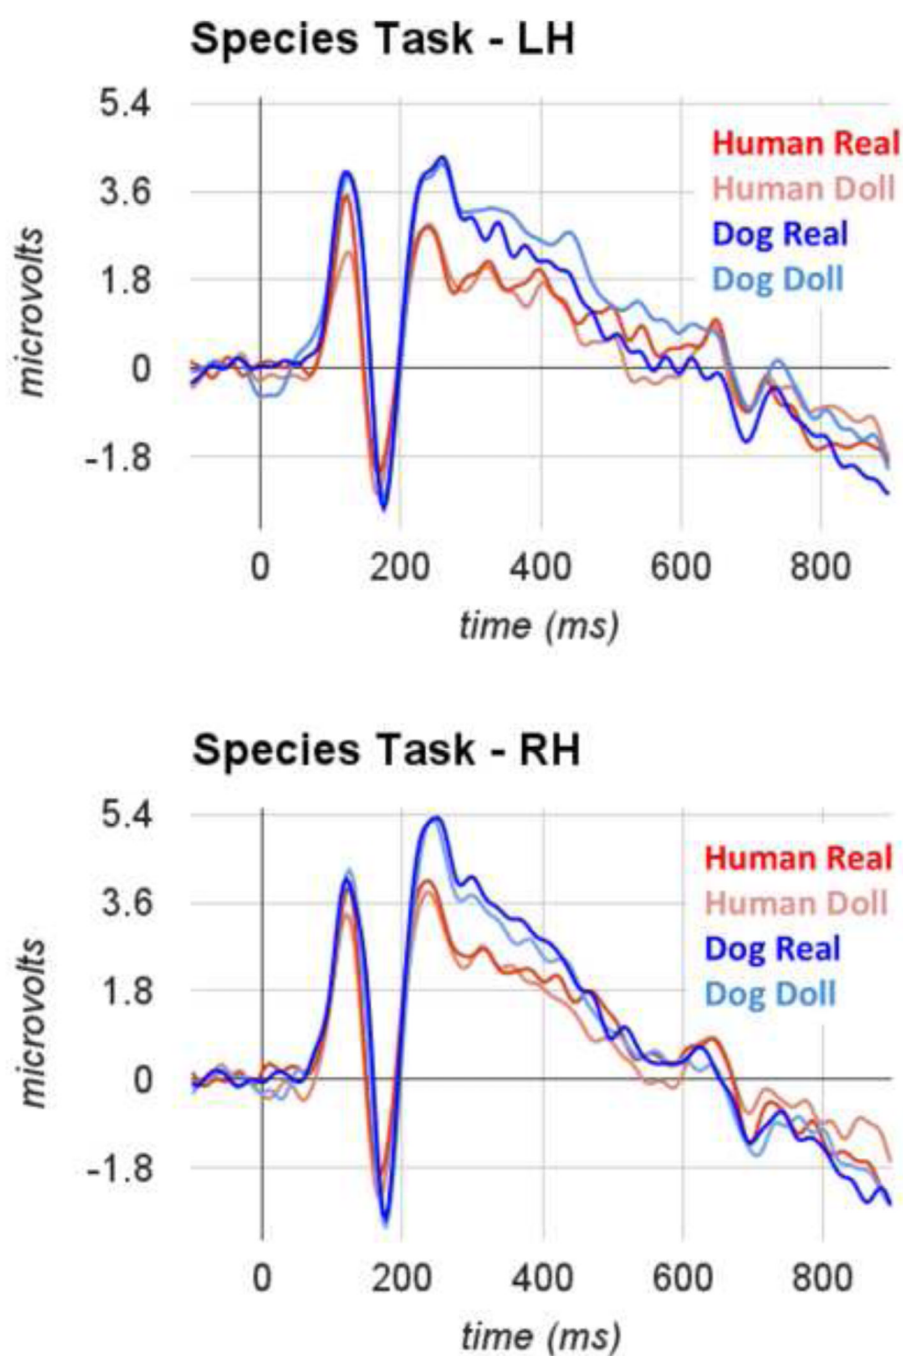 Species Task - LH
5.4
3.6
1.8
0
-1.8
microvolts
Human Real
Human Doll
Dog Real
Dog Doll
0 200 400 600 800
time (ms)
Species Task - RH
5.4
3.6
1.8
0
-1.8
microvolts
Human Real
Human Doll
Dog Real
Dog Doll
0 200 400 600 800
time (ms)